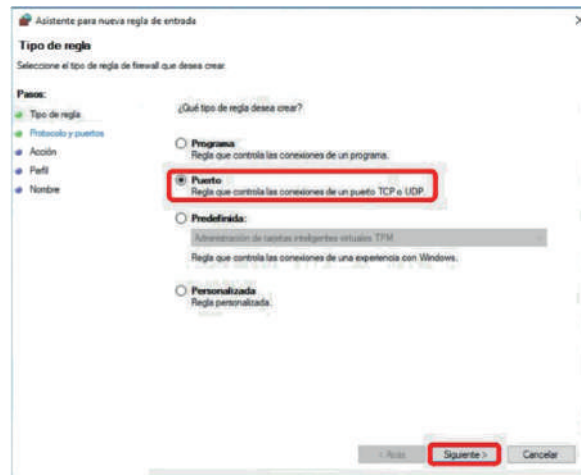 Asistente para nueva regla de entrada
Tipo de regla
Seleccione el tipo de regla de firewall que desea crear.
Pasos:
Tipo de regla
Protocolo y puertos
Acción
Perfil
Nombre
¿Qué tipo de regla desea crear?
Programa
Regla que controla las conexiones de un programa.
Puerto
Regla que controla las conexiones de un puerto TCP o UDP.
Predefinida:
Administración de tarjetas inteligentes virtuales TPM
Regla que controla las conexiones de una experiencia con Windows.
Personalizada
Regla personalizada.
< Atrás
Siguiente >
Cancelar